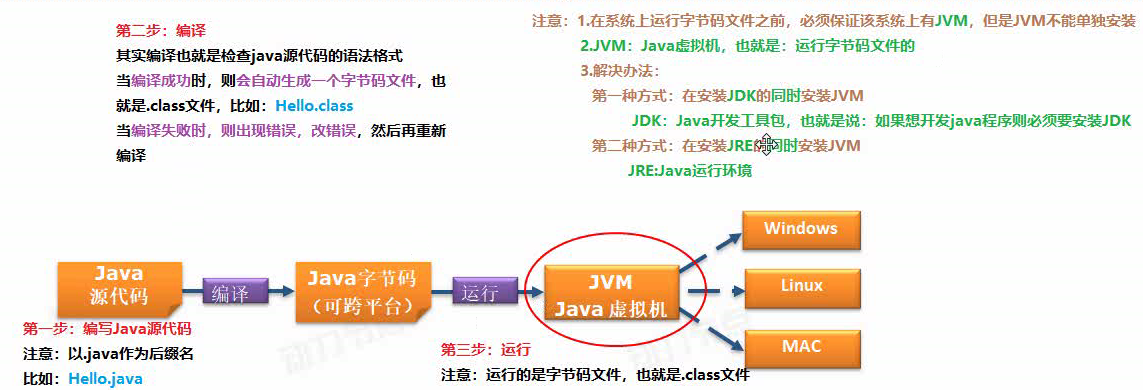 第二步：编译
其实编译也就是检查java源代码的语法格式
当编译成功时，则会自动生成一个字节码文件，也
就是.class文件，比如：Hello.class
当编译失败时，则出现错误，改错误，然后再重新
编译
注意：1.在系统上运行字节码文件之前，必须保证该系统上有JVM，但是JVM不能单独安装
2.JVM：Java虚拟机，也就是：运行字节码文件的
3.解决办法：
第一种方式：在安装JDK的同时安装JVM
JDK：Java开发工具包，也就是说：如果想开发java程序则必须要安装JDK
第二种方式：在安装JRE的同时安装JVM
JRE:Java运行环境
Java
源代码
编译
Java字节码
（可跨平台）
运行
JVM
Java 虚拟机
Windows
Linux
MAC
第一步：编写Java源代码
注意：以.java作为后缀名
比如：Hello.java
第三步：运行
注意：运行的是字节码文件，也就是.class文件